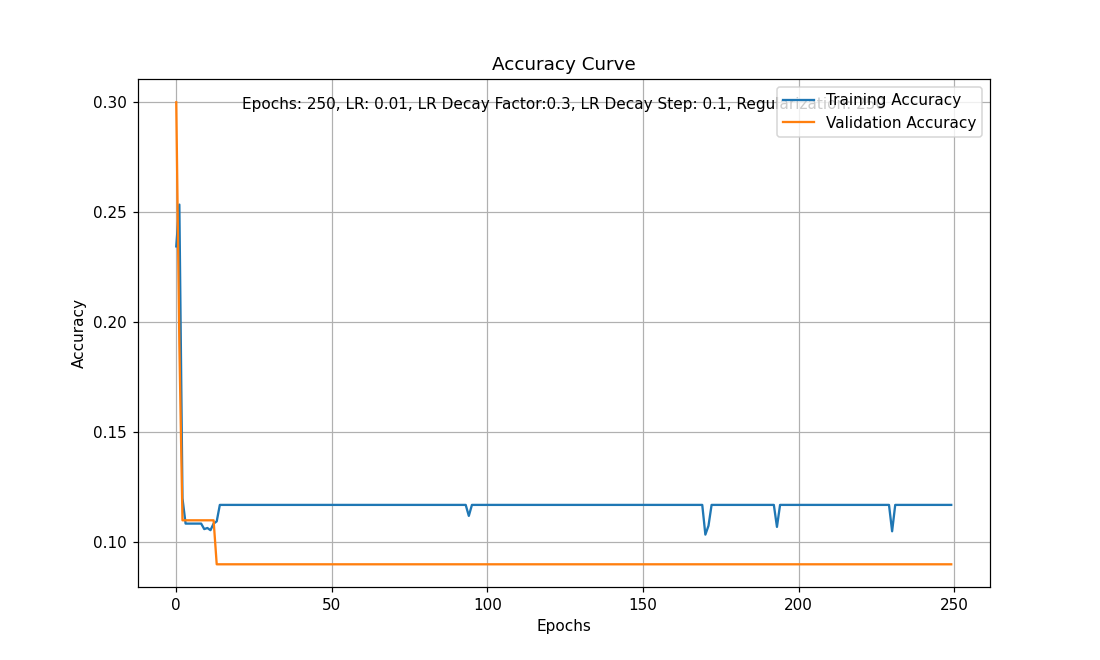 Accuracy Curve
Epochs: 250, LR: 0.01, LR Decay Factor:0.3, LR Decay Step: 0.1, Regularization:
Training Accuracy
Validation Accuracy
Accuracy
0.30
0.25
0.20
0.15
0.10
0 50 100 150 200 250
Epochs